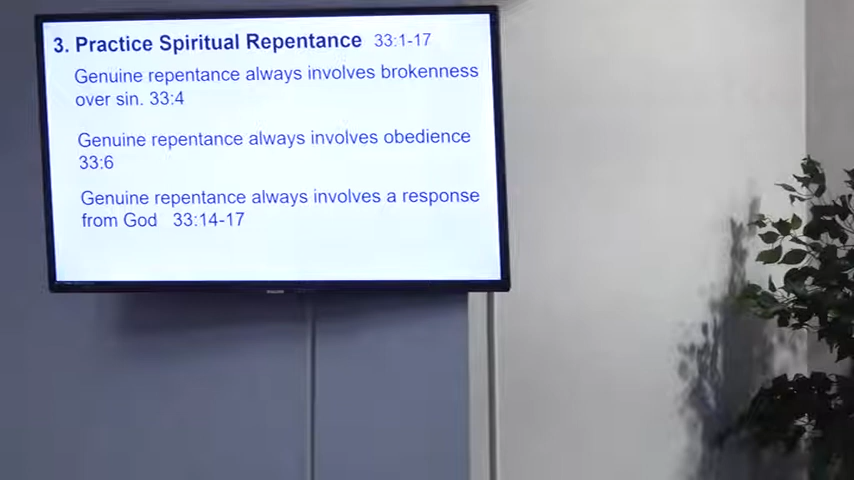 3. Practice Spiritual Repentance 33:1-17
Genuine repentance always involves brokenness
over sin. 33:4
Genuine repentance always involves obedience
33:6
Genuine repentance always involves a response
from God 33:14-17